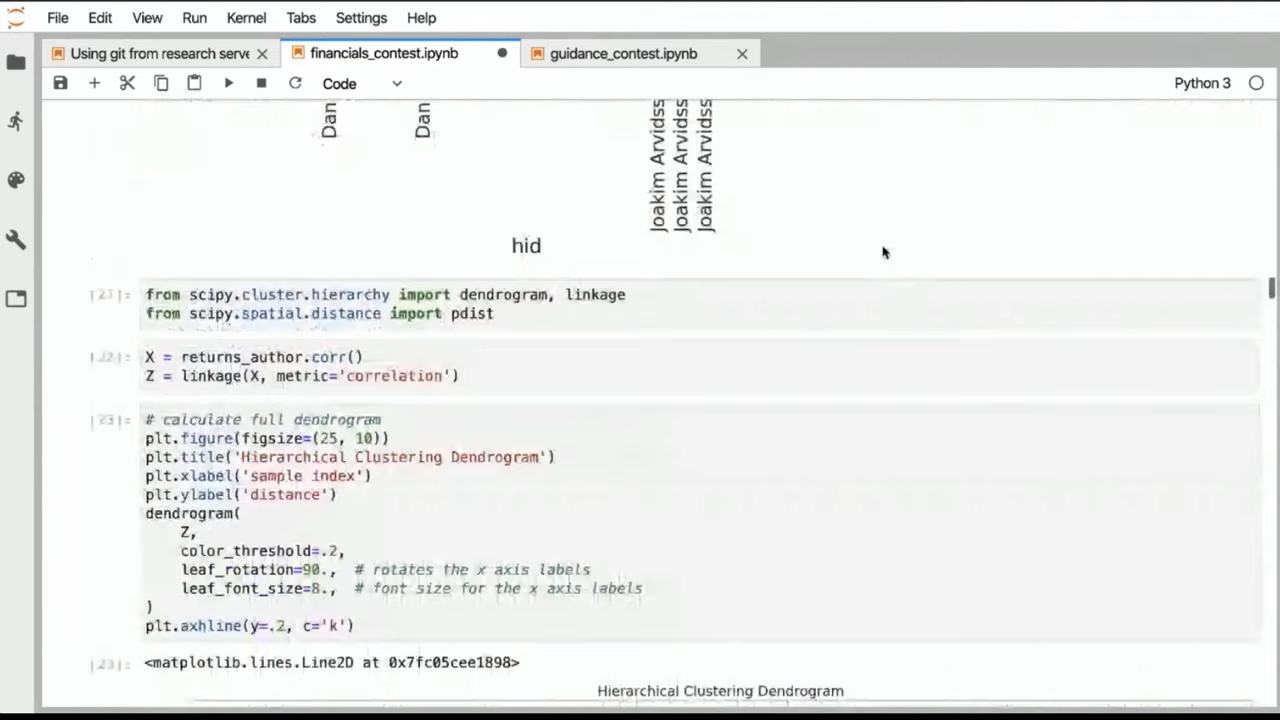 File Edit View Run Kernel Tabs Settings Help
Using git from research serve
financials_contest.ipynb
guidance_contest.ipynb
Code
Python 3
Dan
Dan
Joakim Arvidss
Joakim Arvidss
Joakim Arvidss
hid
from scipy.cluster.hierarchy import dendrogram, linkage
from scipy.spatial.distance import pdist
X = returns_author.corr()
Z = linkage(X, metric='correlation')
[23]:
# calculate full dendrogram
plt.figure(figsize=(25, 10))
plt.title('Hierarchical Clustering Dendrogram')
plt.xlabel('sample index')
plt.ylabel('distance')
dendrogram(
    Z,
    color_threshold=.2,
    leaf_rotation=90.,  # rotates the x axis labels
    leaf_font_size=8.,  # font size for the x axis labels
)
plt.axhline(y=.2, c='k')
[23]:
<matplotlib.lines.Line2D at 0x7fc05cee1898>
Hierarchical Clustering Dendrogram